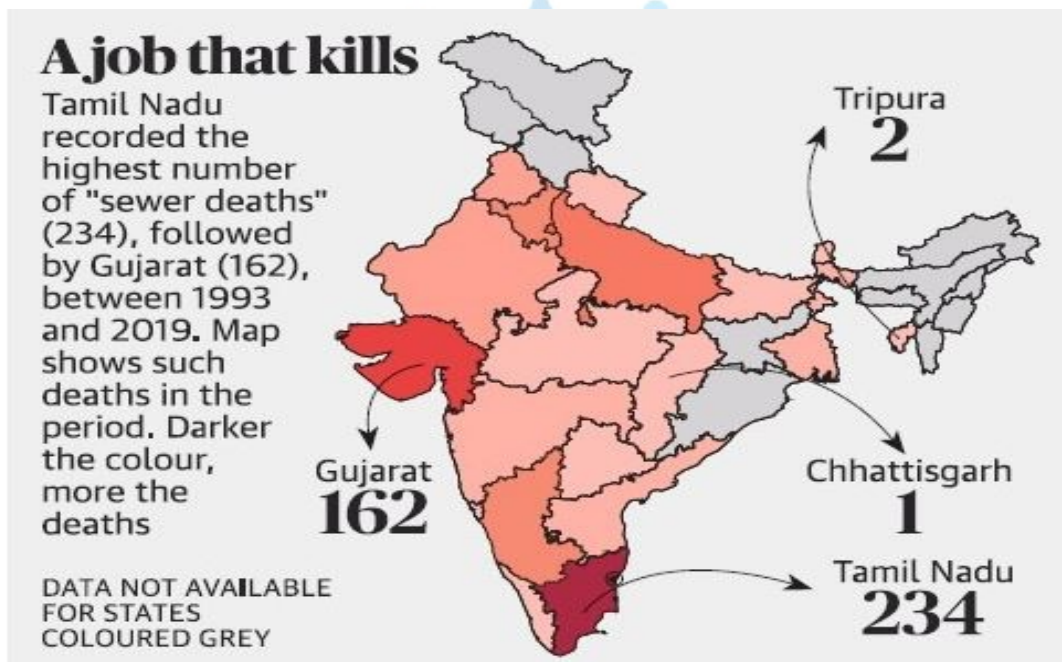 A job that kills
Tamil Nadu
recorded the
highest number
of "sewer deaths"
(234), followed
by Gujarat (162),
between 1993
and 2019. Map
shows such
deaths in the
period. Darker
the colour,
more the
deaths
DATA NOT AVAILABLE
FOR STATES
COLOURED GREY
Tripura
2
Gujarat
162
Chhattisgarh
1
Tamil Nadu
234